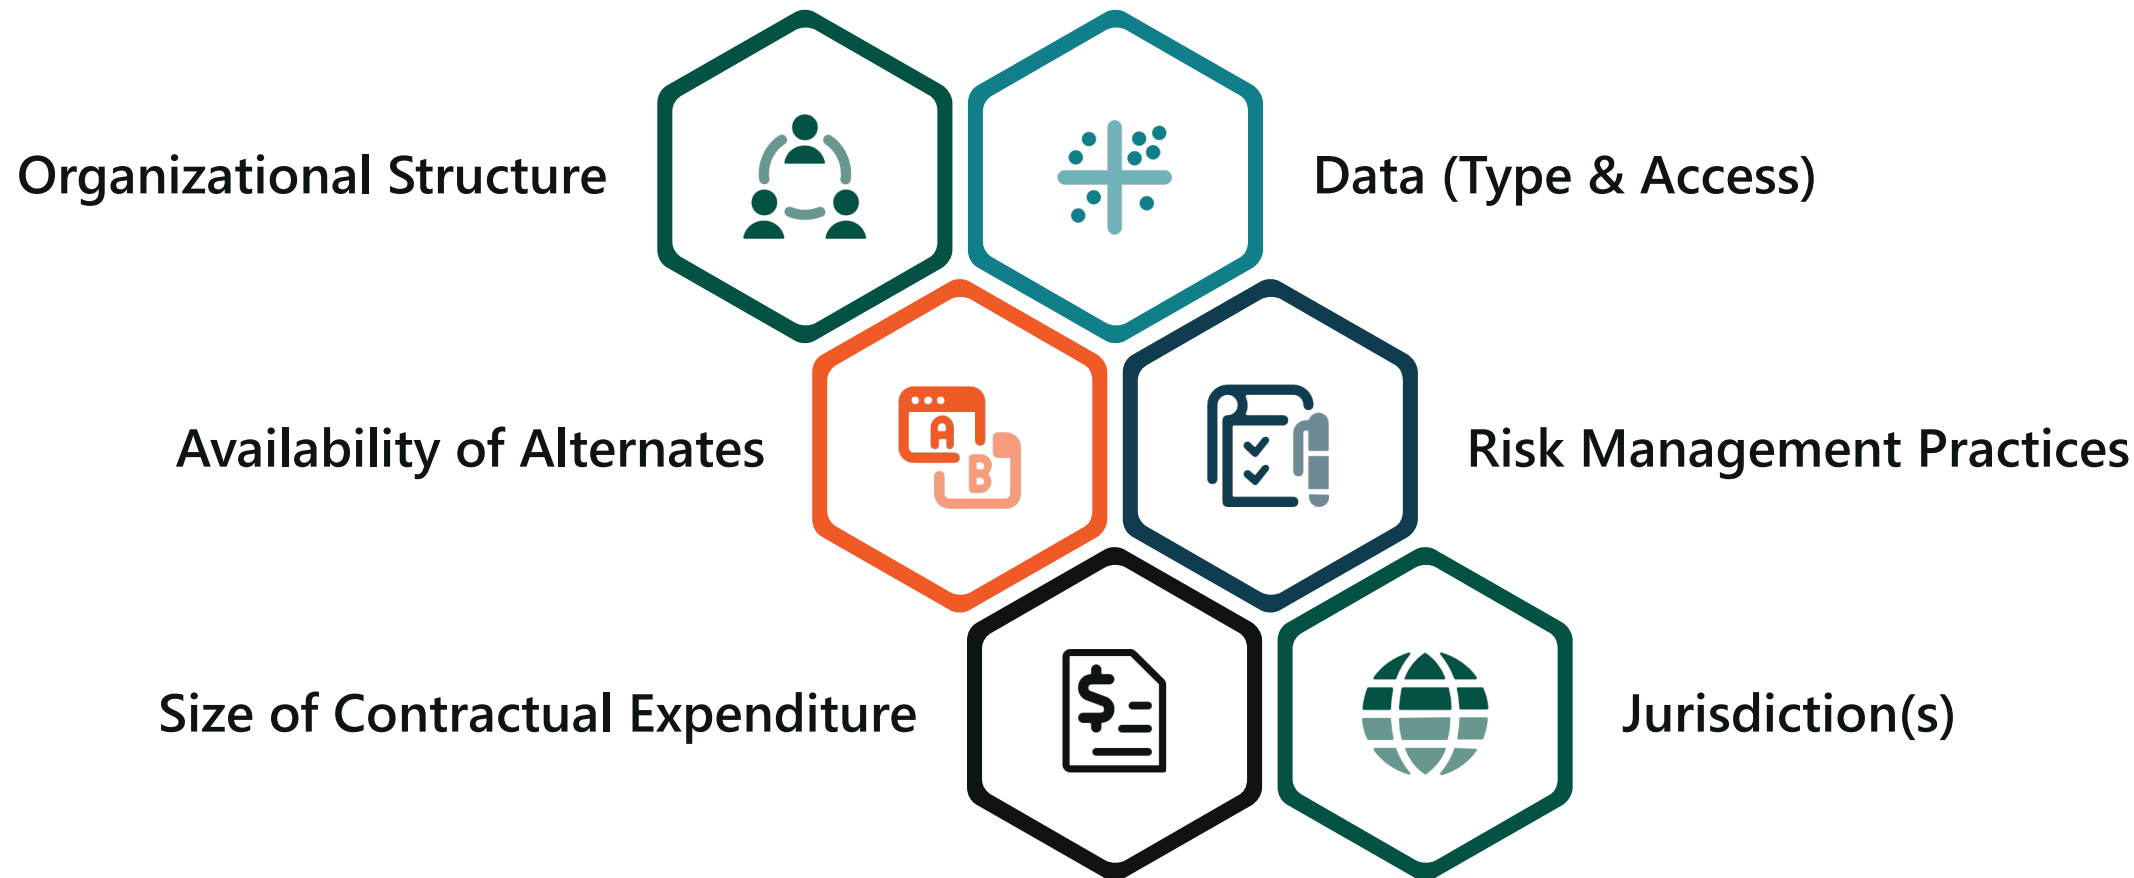 Organizational Structure
Data (Type & Access)
Availability of Alternates
A
B
Risk Management Practices
Size of Contractual Expenditure
$
Jurisdiction(s)